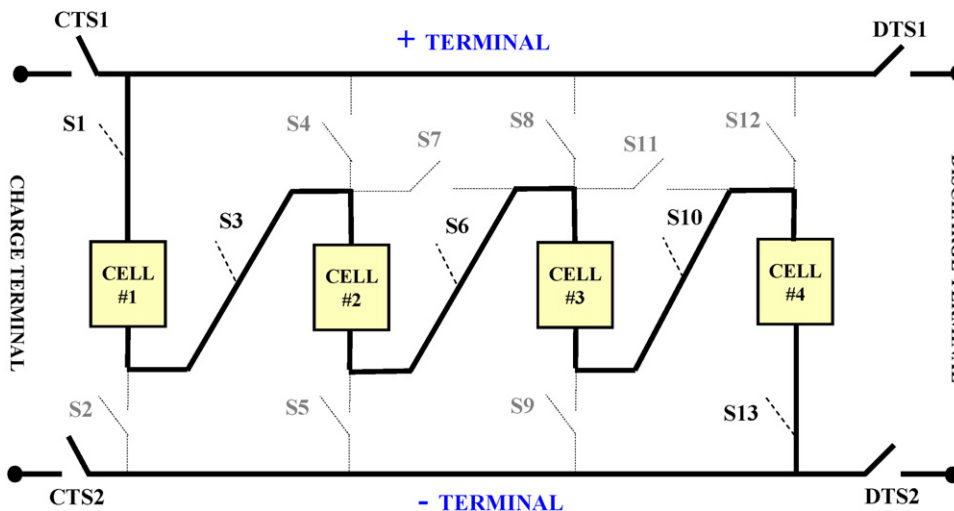 CTS1
+ TERMINAL
DTS1
S1
S4
S7
S8
S11
S12
CHARGE TERMINAL
S3
S6
S10
CELL
#1
CELL
#2
CELL
#3
CELL
#4
S2
S5
S9
S13
CTS2
- TERMINAL
DTS2